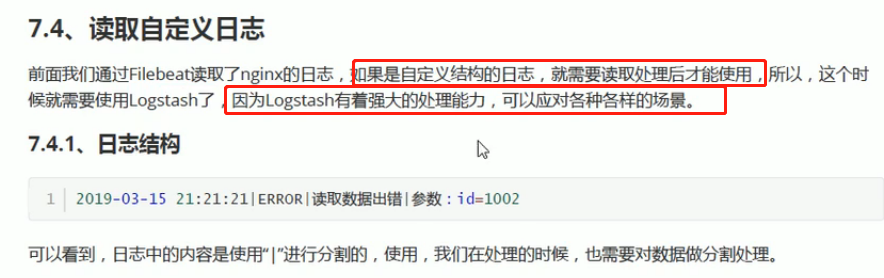 7.4、读取自定义日志
前面我们通过Filebeat读取了nginx的日志，如果是自定义结构的日志，就需要读取处理后才能使用，所以，这个时
候就需要使用Logstash了，因为Logstash有着强大的处理能力，可以应对各种各样的场景。
7.4.1、日志结构
1 2019-03-15 21:21:21|ERROR|读取数据出错|参数：id=1002
可以看到，日志中的内容是使用“|”进行分割的，使用，我们在处理的时候，也需要对数据做分割处理。